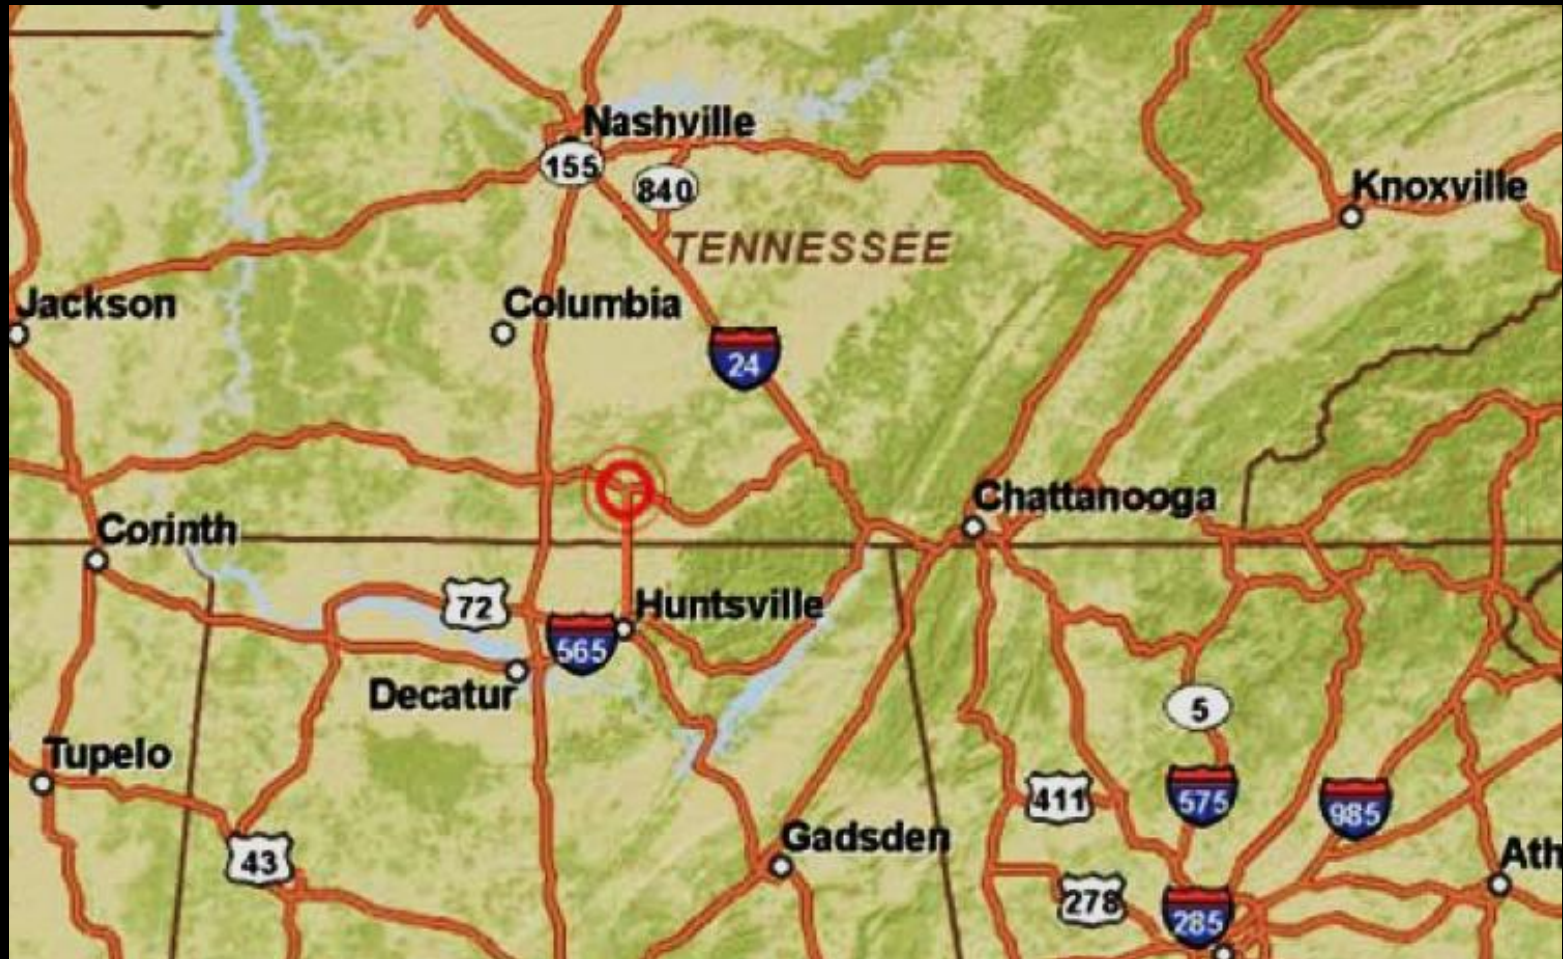 Nashville
155
840
Knoxville
TENNESSEE
Jackson
Columbia
24
Chattanooga
Corinth
72
Huntsville
565
Decatur
5
Tupelo
411
575
985
Gadsden
43
Ath
278
285